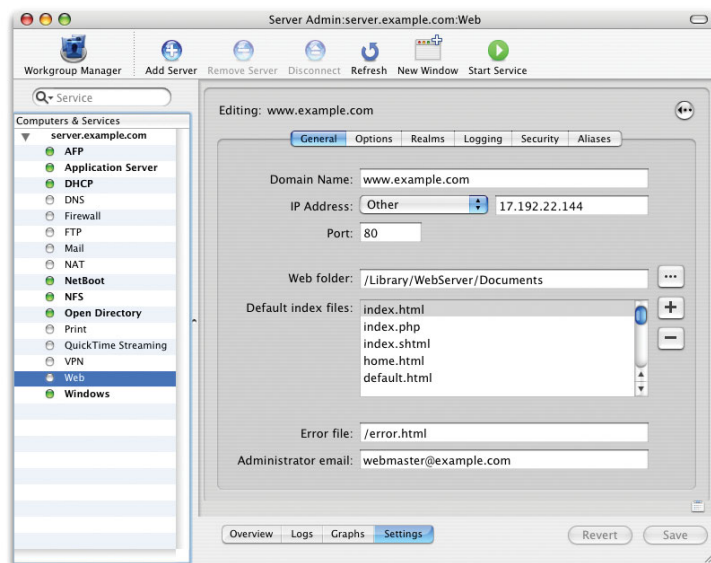 Server Admin:server.example.com:Web
Workgroup Manager Add Server Remove Server Disconnect Refresh New Window Start Service
Service
Computers & Services
server.example.com
AFP
Application Server
DHCP
DNS
Firewall
FTP
Mail
NAT
NetBoot
NFS
Open Directory
Print
QuickTime Streaming
VPN
Web
Windows
Editing: www.example.com
General Options Realms Logging Security Aliases
Domain Name: www.example.com
IP Address: Other 17.192.22.144
Port: 80
Web folder: /Library/WebServer/Documents ...
Default index files: index.html
index.php
index.shtml
home.html
default.html
Error file: /error.html
Administrator email: webmaster@example.com
Overview Logs Graphs Settings Revert Save